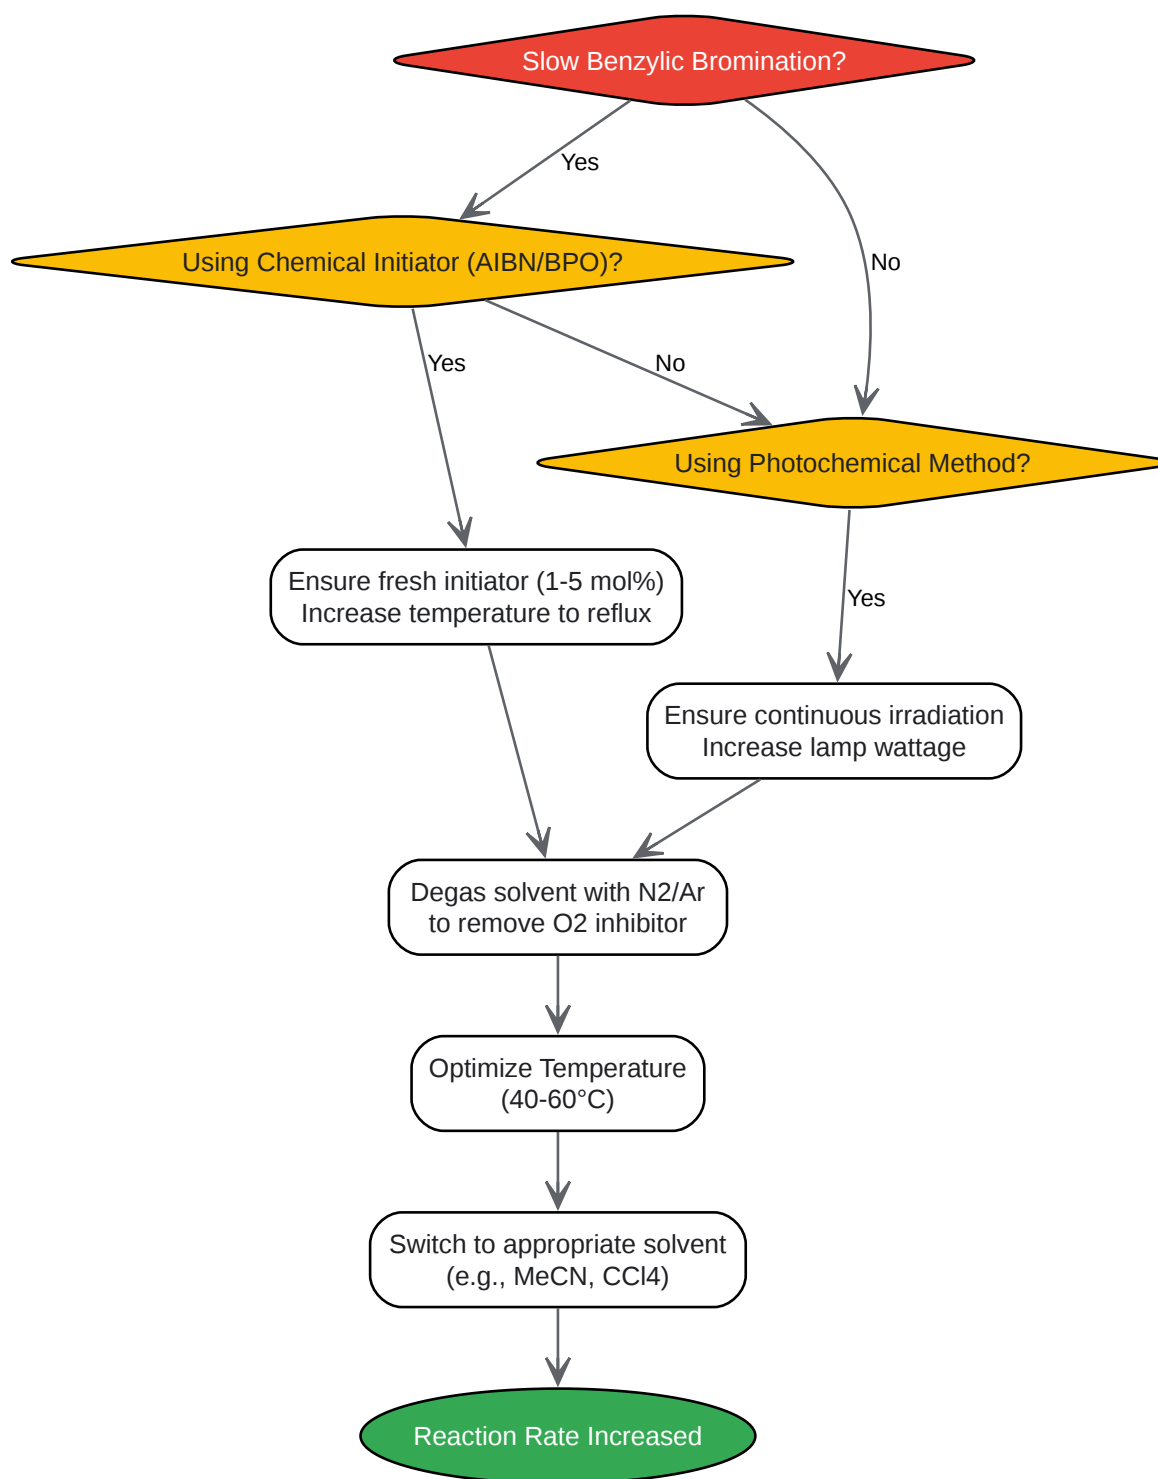 Slow Benzylic Bromination?
Yes
No
Using Chemical Initiator (AIBN/BPO)?
Yes
No
Using Photochemical Method?
Ensure fresh initiator (1-5 mol%)
Increase temperature to reflux
Yes
Ensure continuous irradiation
Increase lamp wattage
Degas solvent with N2/Ar
to remove O2 inhibitor
Optimize Temperature
(40-60°C)
Switch to appropriate solvent
(e.g., MeCN, CCl4)
Reaction Rate Increased